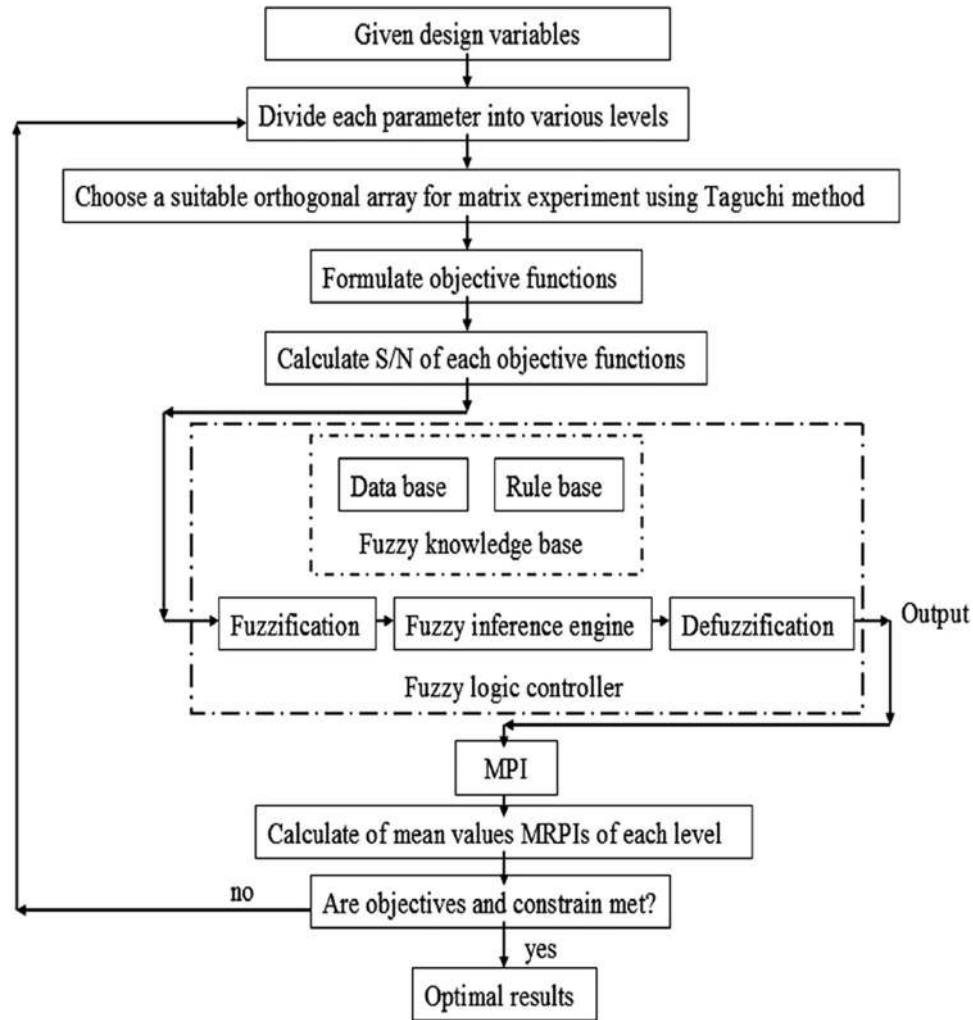 Given design variables
Divide each parameter into various levels
Choose a suitable orthogonal array for matrix experiment using Taguchi method
Formulate objective functions
Calculate S/N of each objective functions
Data base
Rule base
Fuzzy knowledge base
Fuzzification
Fuzzy inference engine
Defuzzification
Output
Fuzzy logic controller
MPI
Calculate of mean values MRPIs of each level
no
Are objectives and constrain met?
yes
Optimal results